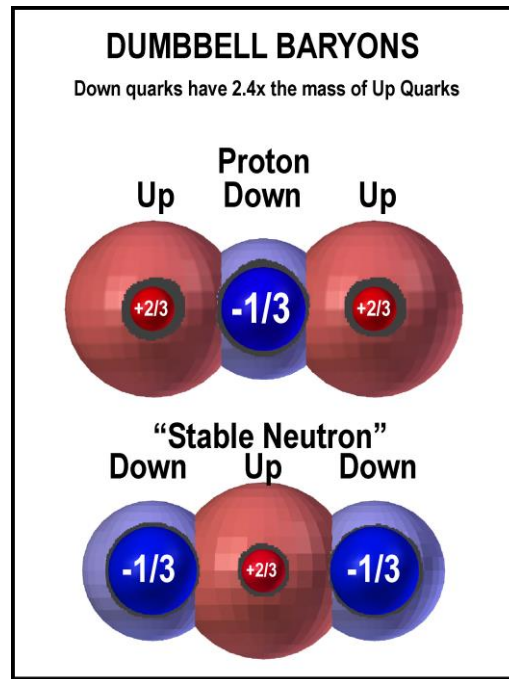 DUMBBELL BARYONS
Down quarks have 2.4x the mass of Up Quarks
Proton
Up Down Up
+2/3 -1/3 +2/3
“Stable Neutron”
Down Up Down
-1/3 +2/3 -1/3